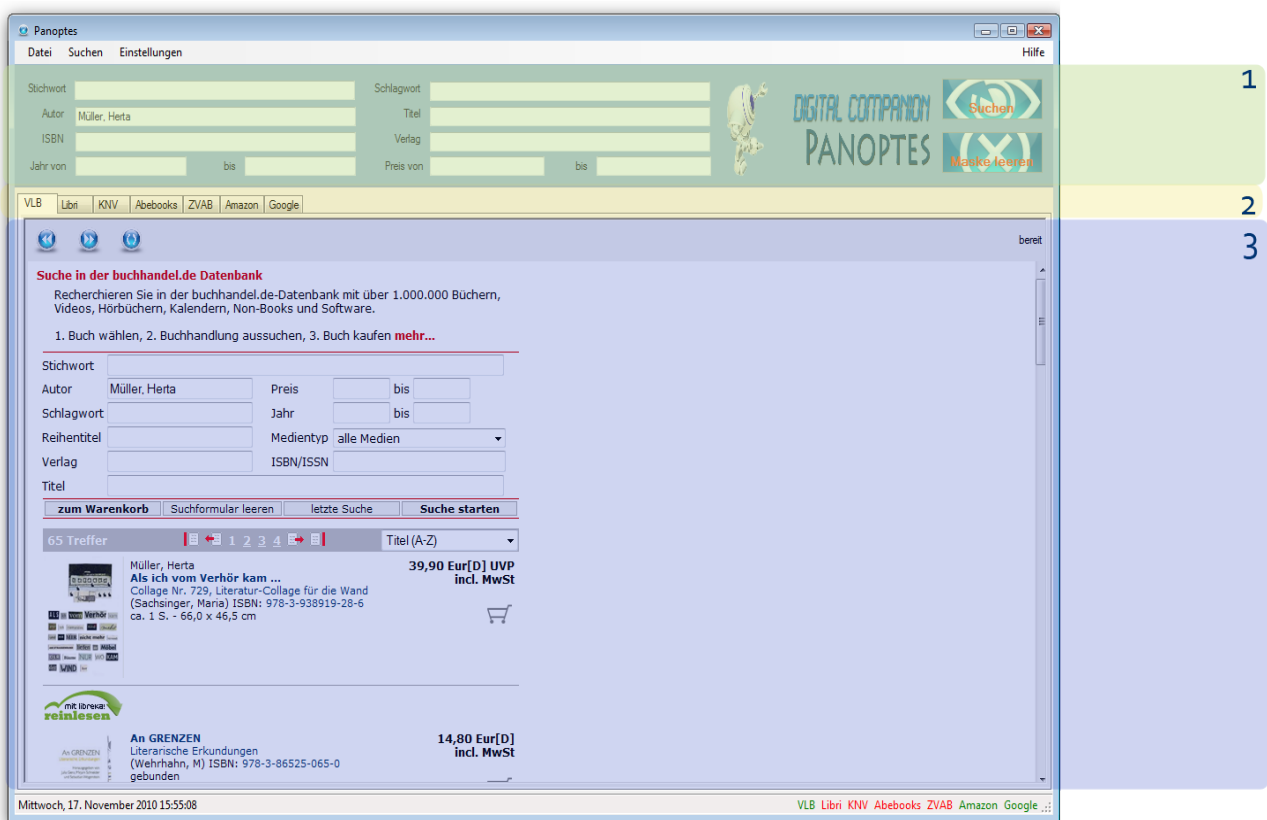 Panoptes
Datei Suchen Einstellungen Hilfe
1
Stichwort Schlagwort
Autor Müller, Herta Titel
ISBN Verlag
Jahr von bis Preis von bis
DIGITAL COMPANION
PANOPTES
Suchen
Maske leeren
2
VLB Libri KNV Abebooks ZVAB Amazon Google
3
bereit
Suche in der buchhandel.de Datenbank
Recherchieren Sie in der buchhandel.de-Datenbank mit über 1.000.000 Büchern,
Videos, Hörbüchern, Kalendern, Non-Books und Software.
1. Buch wählen, 2. Buchhandlung aussuchen, 3. Buch kaufen mehr...
Stichwort
Autor Müller, Herta Preis bis
Schlagwort Jahr bis
Reihentitel Medientyp alle Medien
Verlag ISBN/ISSN
Titel
zum Warenkorb Suchformular leeren letzte Suche Suche starten
65 Treffer 1 2 3 4 Titel (A-Z)
Müller, Herta 39,90 Eur[D] UVP
Als ich vom Verhör kam ... incl. MwSt
Collage Nr. 729, Literatur-Collage für die Wand
(Sachsinger, Maria) ISBN: 978-3-938919-28-6
ca. 1 S. - 66,0 x 46,5 cm
Verhör
WIND
mit libreka!
reinlesen
An GRENZEN 14,80 Eur[D]
Literarische Erkundungen incl. MwSt
(Wehrhahn, M) ISBN: 978-3-86525-065-0
gebunden
An GRENZEN
Mittwoch, 17. November 2010 15:55:08 VLB Libri KNV Abebooks ZVAB Amazon Google